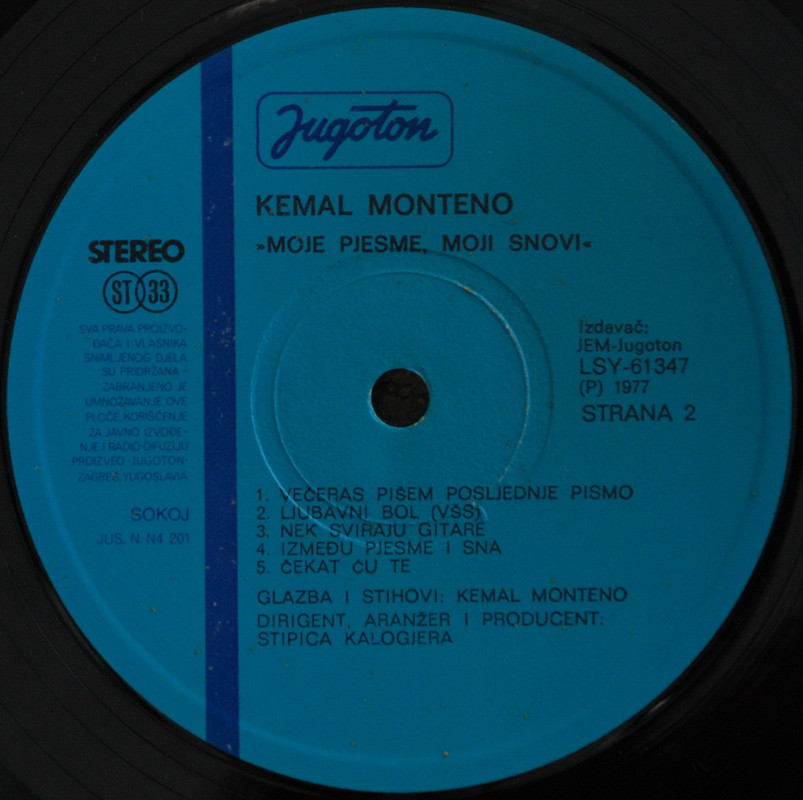 Jugoton
KEMAL MONTENO
»MOJE PJESME, MOJI SNOVI«
STEREO
ST 33
SVA PRAVA PROIZVO-
ĐAČA I VLASNIKA
SNIMLJENOG DJELA
SU PRIDRŽANA –
ZABRANJENO JE
UMNOŽAVANJE OVE
PLOČE, KORIŠĆENJE
ZA JAVNO IZVOĐE-
NJE I RADIO-DIFUZIJU
PROIZVEO »JUGOTON«
ZAGREB, YUGOSLAVIA
SOKOJ
JUS. N. N4 201
Izdavač:
JEM-Jugoton
LSY-61347
(P) 1977
STRANA 2
1. VEČERAS PIŠEM POSLJEDNJE PISMO
2. LJUBAVNI BOL (VŠŠ)
3. NEK SVIRAJU GITARE
4. IZMEĐU PJESME I SNA
5. ČEKAT ĆU TE
GLAZBA I STIHOVI: KEMAL MONTENO
DIRIGENT, ARANŽER I PRODUCENT:
STIPICA KALOGJERA